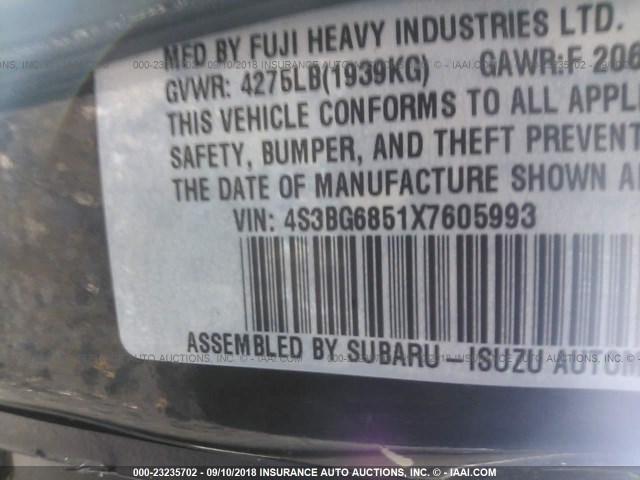 MFD BY FUJI HEAVY INDUSTRIES LTD.
GVWR: 4275LB(1939KG) GAWR:F 206
THIS VEHICLE CONFORMS TO ALL APPL
SAFETY, BUMPER, AND THEFT PREVENT
THE DATE OF MANUFACTURE SHOWN A
VIN: 4S3BG6851X7605993
ASSEMBLED BY SUBARU - ISUZU AUTOM
000-23235702 - 09/10/2018 INSURANCE AUTO AUCTIONS, INC. - © - IAAI.COM